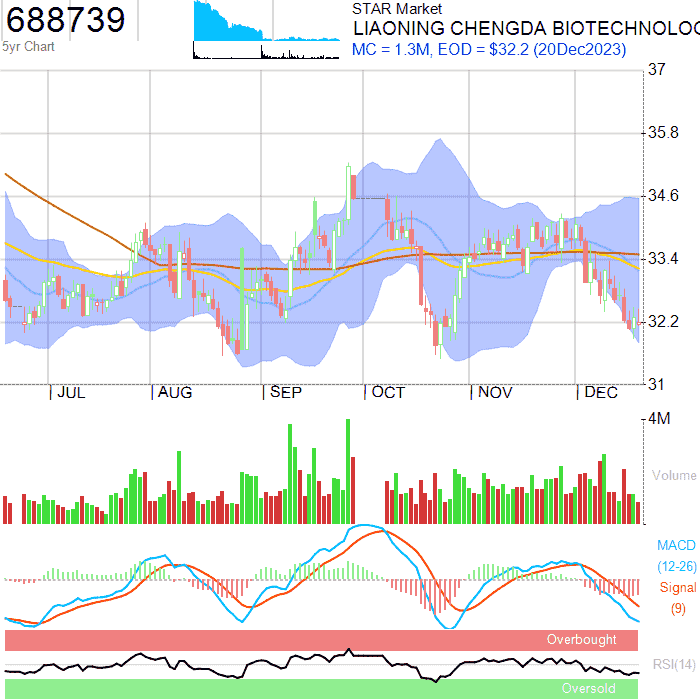 688739
STAR Market
LIAONING CHENGDA BIOTECHNOLOG
5yr Chart
MC = 1.3M, EOD = $32.2 (20Dec2023)
37
35.8
34.6
33.4
32.2
31
JUL AUG SEP OCT NOV DEC
4M
Volume
MACD
(12-26)
Signal
(9)
Overbought
RSI(14)
Oversold